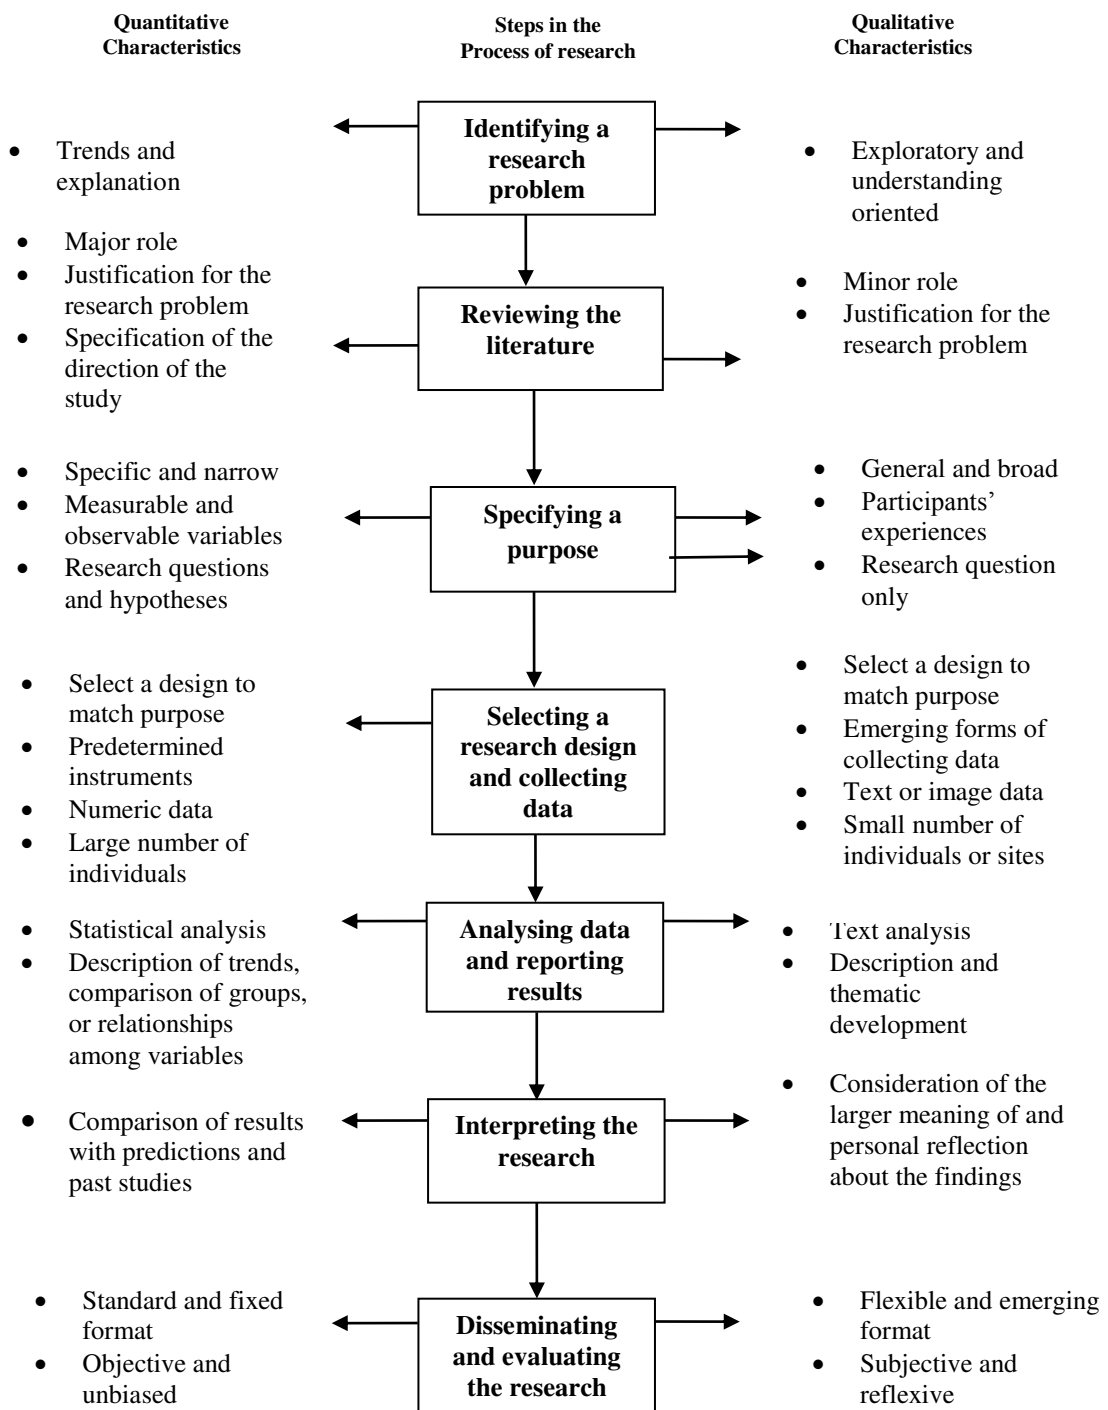 Quantitative
Characteristics
Steps in the
Process of research
Qualitative
Characteristics
• Trends and
explanation
Identifying a
research
problem
• Exploratory and
understanding
oriented
• Major role
• Justification for the
research problem
• Specification of the
direction of the
study
Reviewing the
literature
• Minor role
• Justification for the
research problem
• Specific and narrow
• Measurable and
observable variables
• Research questions
and hypotheses
Specifying a
purpose
• General and broad
• Participants’
experiences
• Research question
only
• Select a design to
match purpose
• Predetermined
instruments
• Numeric data
• Large number of
individuals
Selecting a
research design
and collecting
data
• Select a design to
match purpose
• Emerging forms of
collecting data
• Text or image data
• Small number of
individuals or sites
• Statistical analysis
• Description of trends,
comparison of groups,
or relationships
among variables
Analysing data
and reporting
results
• Text analysis
• Description and
thematic
development
• Comparison of results
with predictions and
past studies
Interpreting the
research
• Consideration of the
larger meaning of and
personal reflection
about the findings
• Standard and fixed
format
• Objective and
unbiased
Disseminating
and evaluating
the research
• Flexible and emerging
format
• Subjective and
reflexive